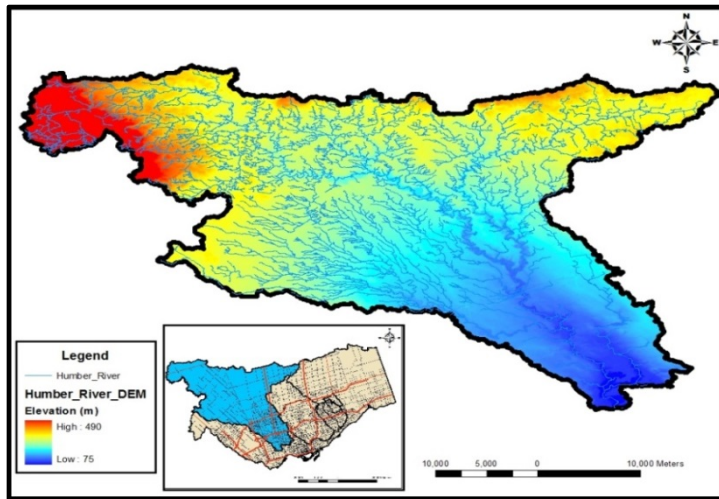 N
W
E
S
Legend
Humber_River
Humber_River_DEM
Elevation (m)
High : 490
Low : 75
10,000 5,000 0 10,000 Meters